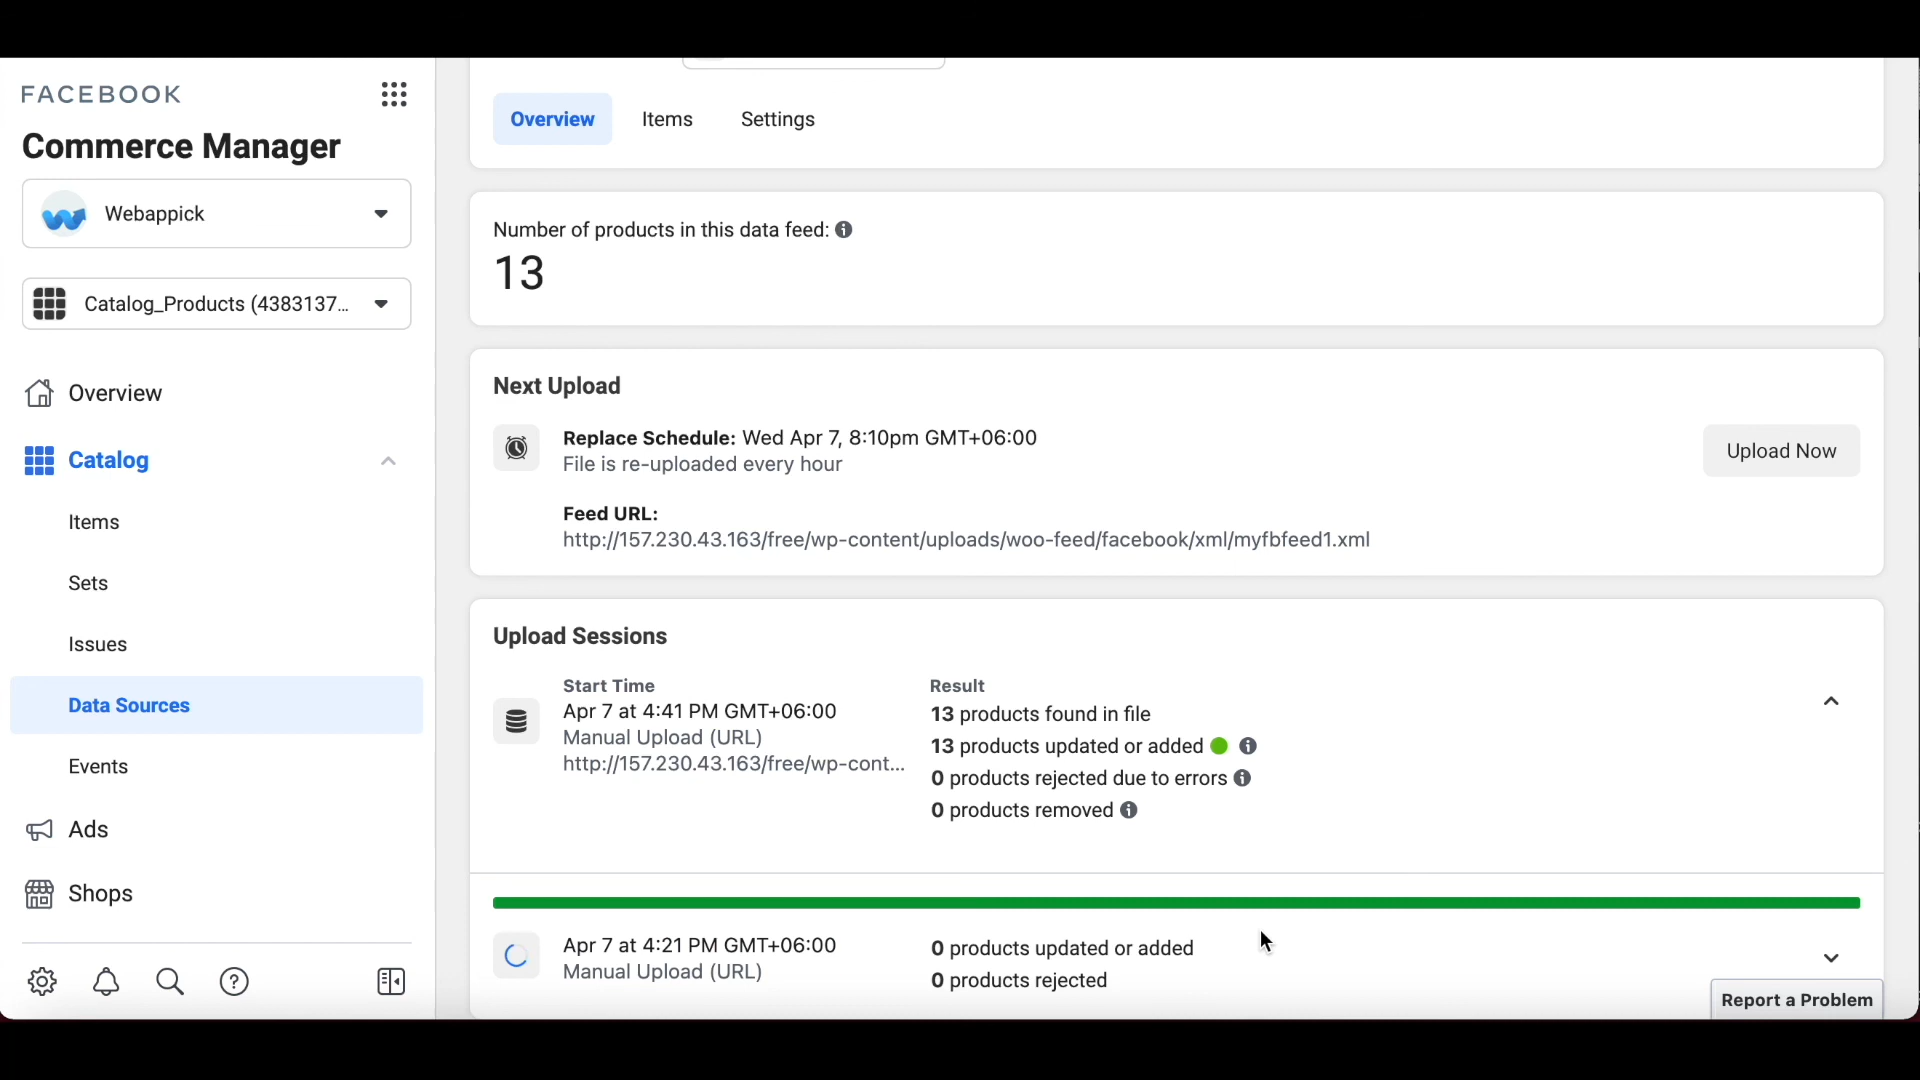 FACEBOOK
Commerce Manager
Webappick
Catalog_Products (4383137...
Overview
Catalog
Items
Sets
Issues
Data Sources
Events
Ads
Shops
Overview
Items
Settings
Number of products in this data feed:
13
Next Upload
Replace Schedule: Wed Apr 7, 8:10pm GMT+06:00
File is re-uploaded every hour
Upload Now
Feed URL:
http://157.230.43.163/free/wp-content/uploads/woo-feed/facebook/xml/myfbfeed1.xml
Upload Sessions
Start Time
Apr 7 at 4:41 PM GMT+06:00
Manual Upload (URL)
http://157.230.43.163/free/wp-cont...
Result
13 products found in file
13 products updated or added
0 products rejected due to errors
0 products removed
Apr 7 at 4:21 PM GMT+06:00
Manual Upload (URL)
0 products updated or added
0 products rejected
Report a Problem